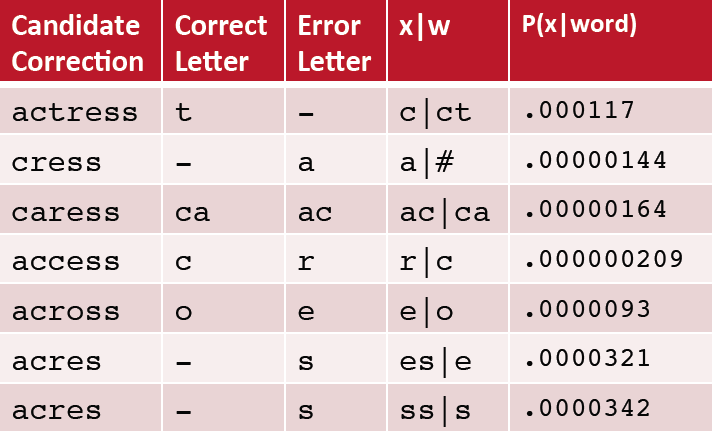 Candidate Correction Correct Letter Error Letter x|w P(x|word)
actress t - c|ct .000117
cress - a a|# .00000144
caress ca ac ac|ca .00000164
access c r r|c .000000209
across o e e|o .0000093
acres - s es|e .0000321
acres - s ss|s .0000342